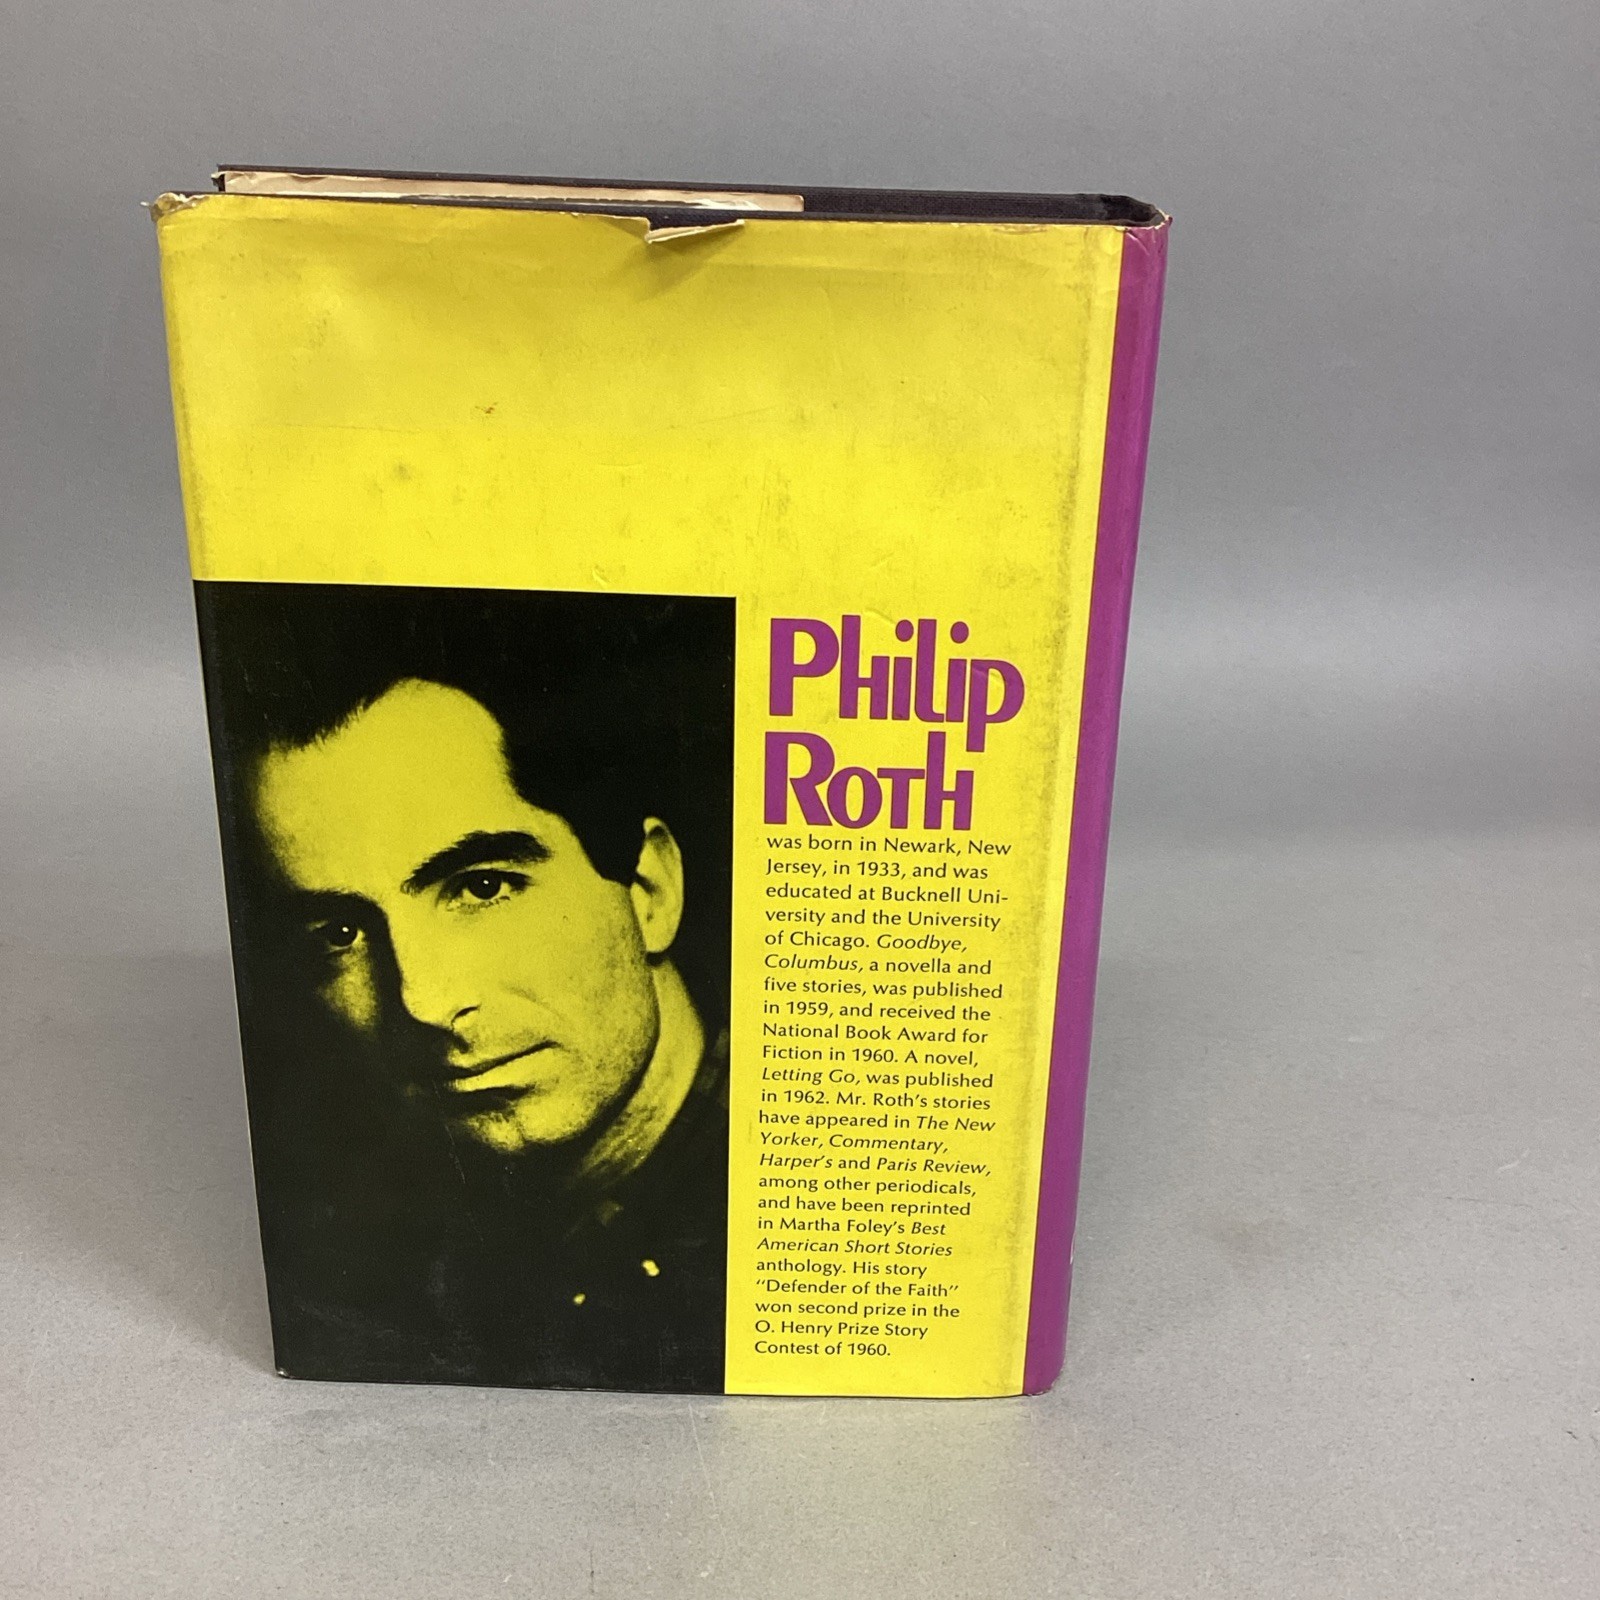 Philip
Roth
was born in Newark, New
Jersey, in 1933, and was
educated at Bucknell Uni-
versity and the University
of Chicago. Goodbye,
Columbus, a novella and
five stories, was published
in 1959, and received the
National Book Award for
Fiction in 1960. A novel,
Letting Go, was published
in 1962. Mr. Roth's stories
have appeared in The New
Yorker, Commentary,
Harper's and Paris Review,
among other periodicals,
and have been reprinted
in Martha Foley's Best
American Short Stories
anthology. His story
"Defender of the Faith"
won second prize in the
O. Henry Prize Story
Contest of 1960.